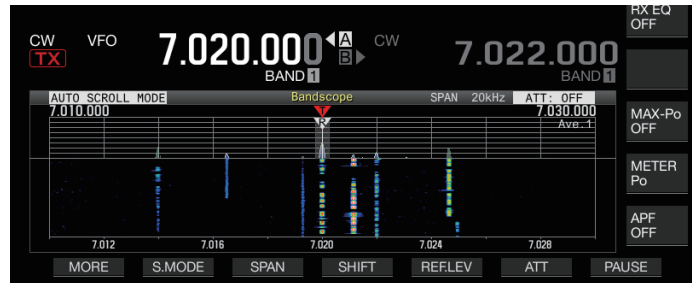 RX EQ
OFF
CW VFO 7.020.000 A B CW 7.022.000
TX
BAND 1 BAND 1
AUTO SCROLL MODE Bandscope SPAN 20kHz ATT: OFF
7.010.000 T 7.030.000
R Ave.1
MAX-Po
OFF
METER
Po
APF
OFF
7.012 7.016 7.020 7.024 7.028
MORE S.MODE SPAN SHIFT REF.LEV ATT PAUSE